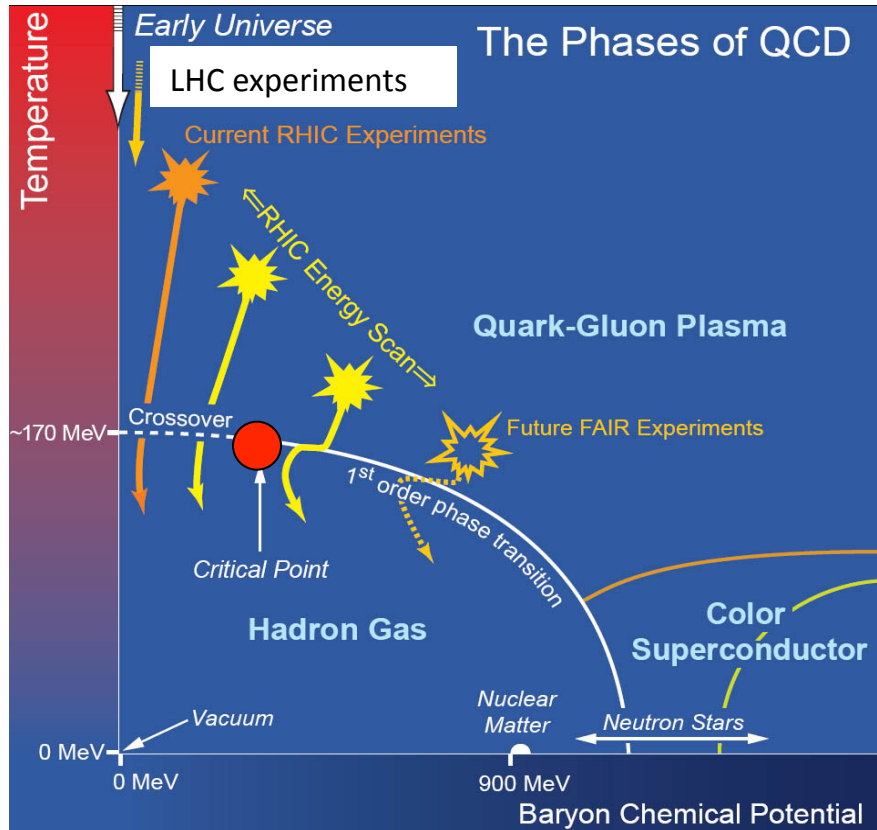 Temperature
Early Universe
The Phases of QCD
LHC experiments
Current RHIC Experiments
⇐RHIC Energy Scan⇒
Quark-Gluon Plasma
Crossover
~170 MeV
Future FAIR Experiments
1st order phase transition
Critical Point
Hadron Gas
Color
Superconductor
Nuclear
Matter
Vacuum
Neutron Stars
0 MeV
0 MeV
900 MeV
Baryon Chemical Potential